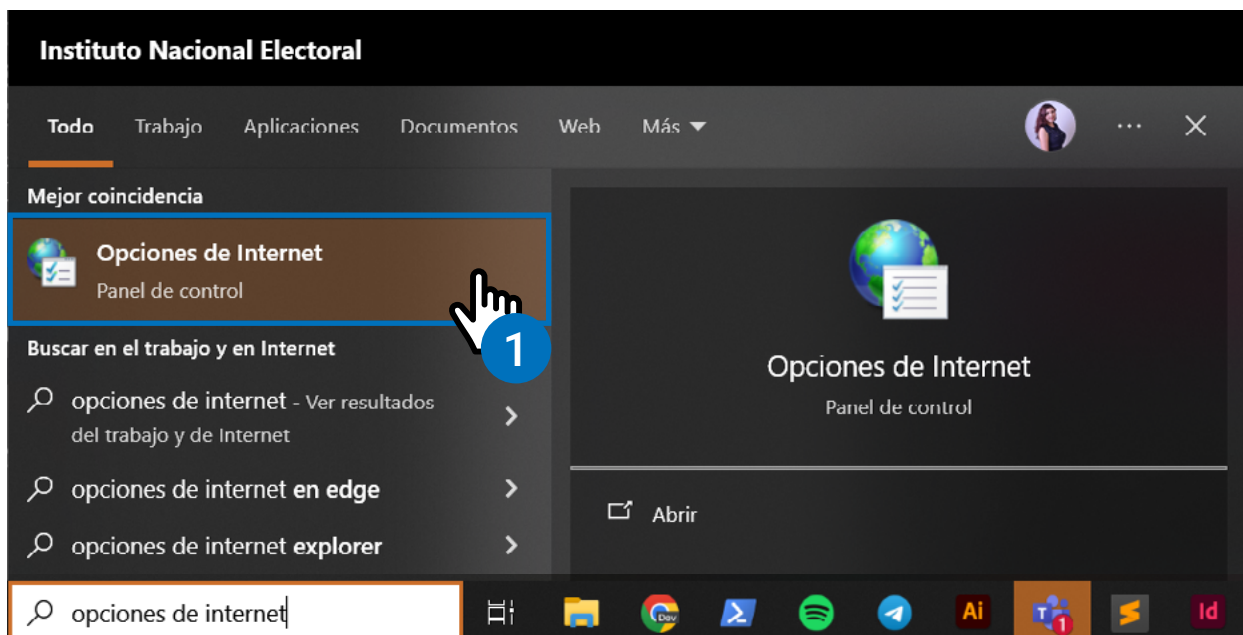 Instituto Nacional Electoral
Todo Trabajo Aplicaciones Documentos Web Más
Mejor coincidencia
Opciones de Internet
Panel de control
1
Buscar en el trabajo y en Internet
opciones de internet - Ver resultados
del trabajo y de Internet
opciones de internet en edge
opciones de internet explorer
Opciones de Internet
Panel de control
Abrir
opciones de internet
Dev
Ai
T
1
Id